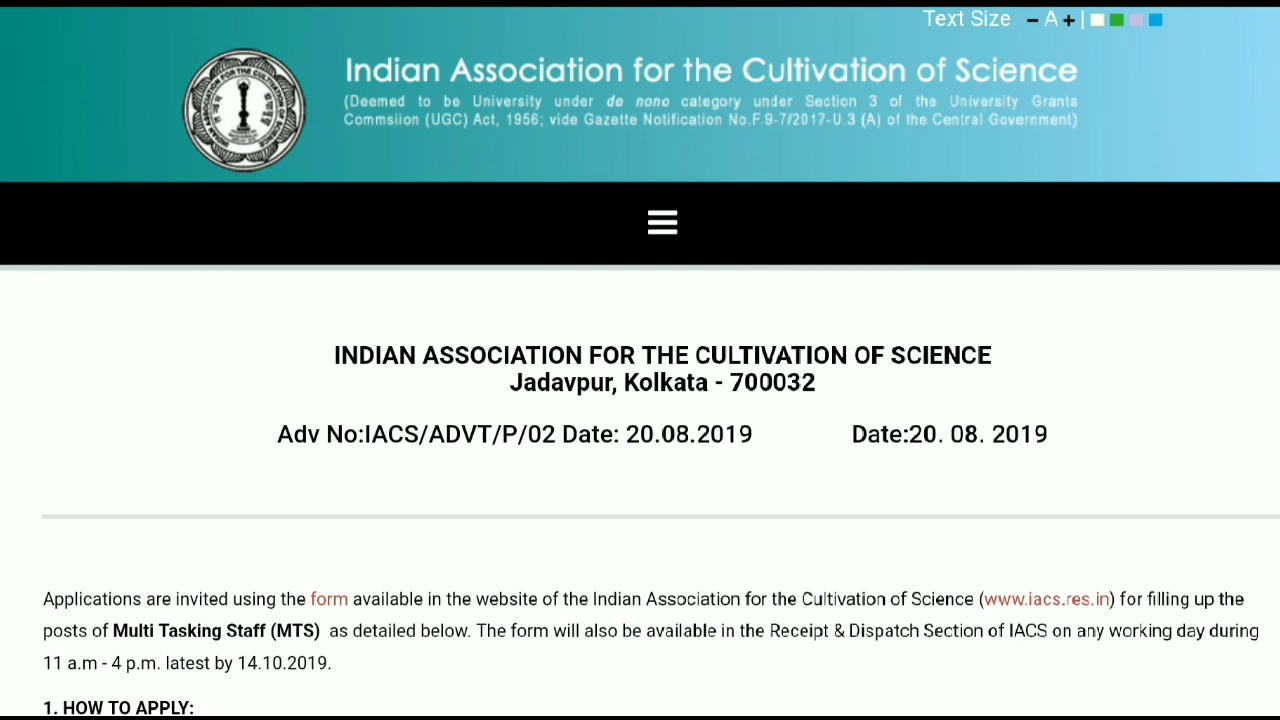 Text Size - A + |
Indian Association for the Cultivation of Science
(Deemed to be University under de nono category under Section 3 of the University Grants
Commsiion (UGC) Act, 1956; vide Gazette Notification No.F.9-7/2017-U.3 (A) of the Central Government)
INDIAN ASSOCIATION FOR THE CULTIVATION OF SCIENCE
Jadavpur, Kolkata - 700032
Adv No:IACS/ADVT/P/02 Date: 20.08.2019 Date:20. 08. 2019
Applications are invited using the form available in the website of the Indian Association for the Cultivation of Science (www.iacs.res.in) for filling up the
posts of Multi Tasking Staff (MTS) as detailed below. The form will also be available in the Receipt & Dispatch Section of IACS on any working day during
11 a.m - 4 p.m. latest by 14.10.2019.
1. HOW TO APPLY: